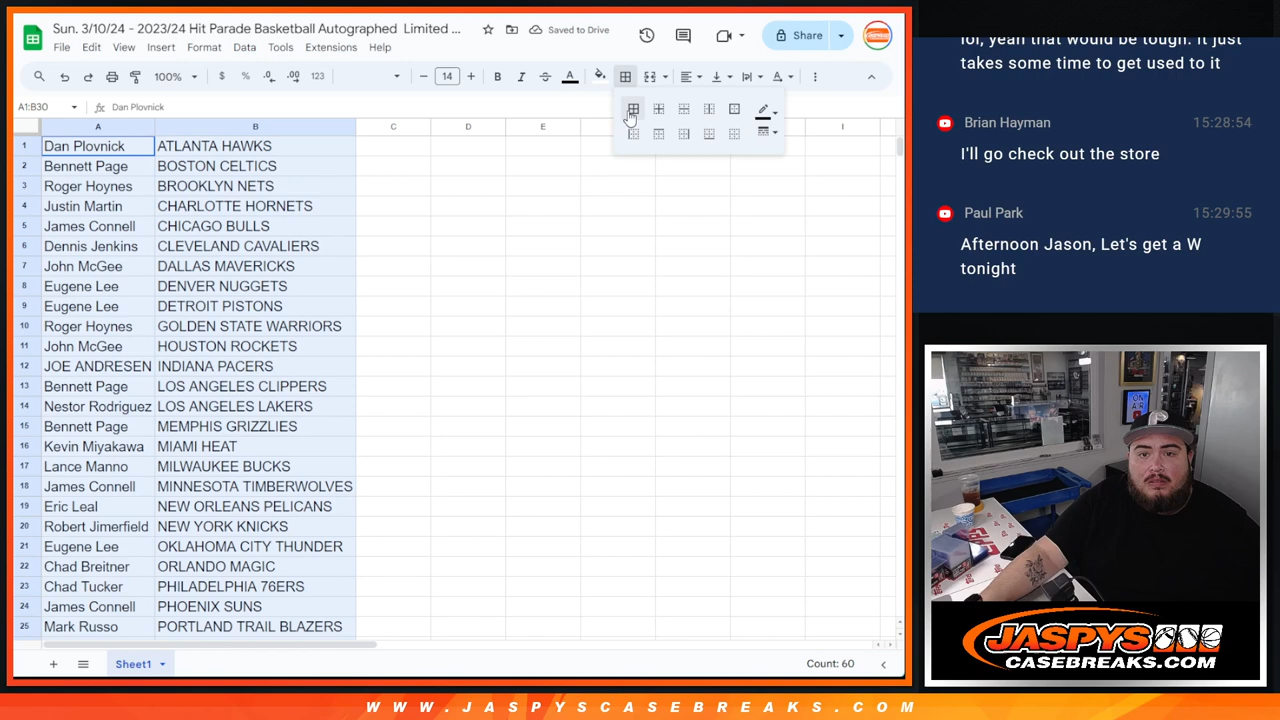 Sun. 3/10/24 - 2023/24 Hit Parade Basketball Autographed Limited ...
Saved to Drive
Share
File Edit View Insert Format Data Tools Extensions Help
100% $ % .0 .00 123 14 B I S A
A1:B30 fx Dan Plovnick
A B C D E I
1 Dan Plovnick ATLANTA HAWKS
2 Bennett Page BOSTON CELTICS
3 Roger Hoynes BROOKLYN NETS
4 Justin Martin CHARLOTTE HORNETS
5 James Connell CHICAGO BULLS
6 Dennis Jenkins CLEVELAND CAVALIERS
7 John McGee DALLAS MAVERICKS
8 Eugene Lee DENVER NUGGETS
9 Eugene Lee DETROIT PISTONS
10 Roger Hoynes GOLDEN STATE WARRIORS
11 John McGee HOUSTON ROCKETS
12 JOE ANDRESEN INDIANA PACERS
13 Bennett Page LOS ANGELES CLIPPERS
14 Nestor Rodriguez LOS ANGELES LAKERS
15 Bennett Page MEMPHIS GRIZZLIES
16 Kevin Miyakawa MIAMI HEAT
17 Lance Manno MILWAUKEE BUCKS
18 James Connell MINNESOTA TIMBERWOLVES
19 Eric Leal NEW ORLEANS PELICANS
20 Robert Jimerfield NEW YORK KNICKS
21 Eugene Lee OKLAHOMA CITY THUNDER
22 Chad Breitner ORLANDO MAGIC
23 Chad Tucker PHILADELPHIA 76ERS
24 James Connell PHOENIX SUNS
25 Mark Russo PORTLAND TRAIL BLAZERS
Sheet1
Count: 60
lol, yeah that would be tough. It just
takes some time to get used to it
Brian Hayman 15:28:54
I'll go check out the store
Paul Park 15:29:55
Afternoon Jason, Let's get a W
tonight
ON AIR
JASPYS
CASEBREAKS.COM
WWW.JASPYSCASEBREAKS.COM